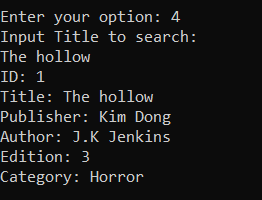 Enter your option: 4
Input Title to search:
The hollow
ID: 1
Title: The hollow
Publisher: Kim Dong
Author: J.K Jenkins
Edition: 3
Category: Horror